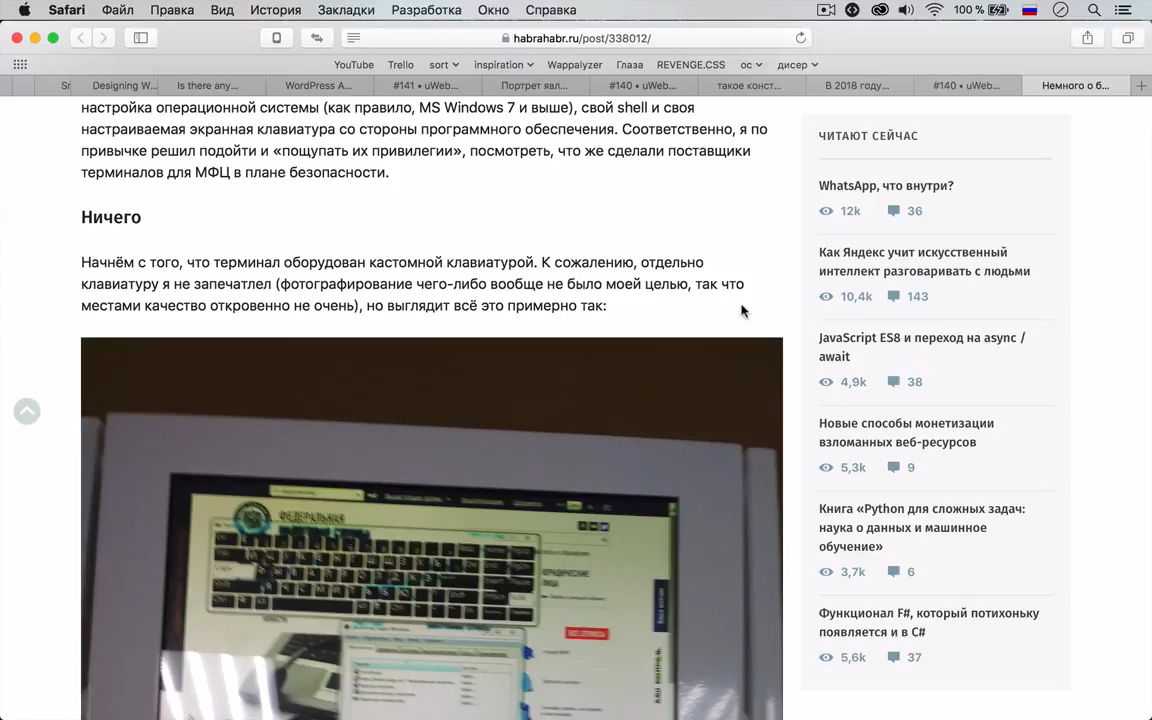 Safari Файл Правка Вид История Закладки Разработка Окно Справка 100 %
habrahabr.ru/post/338012/
YouTube Trello sort inspiration Wappalyzer Глаза REVENGE.CSS ос дисер
Sr Designing W... Is there any... WordPress A... #141 • uWeb... Портрет явл... #140 • uWeb... такое конст... В 2018 году... #140 • uWeb... Немного о б...
настройка операционной системы (как правило, MS Windows 7 и выше), свой shell и своя
настраиваемая экранная клавиатура со стороны программного обеспечения. Соответственно, я по
привычке решил подойти и «пощупать их привилегии», посмотреть, что же сделали поставщики
терминалов для МФЦ в плане безопасности.
Ничего
Начнём с того, что терминал оборудован кастомной клавиатурой. К сожалению, отдельно
клавиатуру я не запечатлел (фотографирование чего-либо вообще не было моей целью, так что
местами качество откровенно не очень), но выглядит всё это примерно так:
ФЕДЕРАЛЬНАЯ
ЧИТАЮТ СЕЙЧАС
WhatsApp, что внутри?
12k 36
Как Яндекс учит искусственный
интеллект разговаривать с людьми
10,4k 143
JavaScript ES8 и переход на async /
await
4,9k 38
Новые способы монетизации
взломанных веб-ресурсов
5,3k 9
Книга «Python для сложных задач:
наука о данных и машинное
обучение»
3,7k 6
Функционал F#, который потихоньку
появляется и в C#
5,6k 37